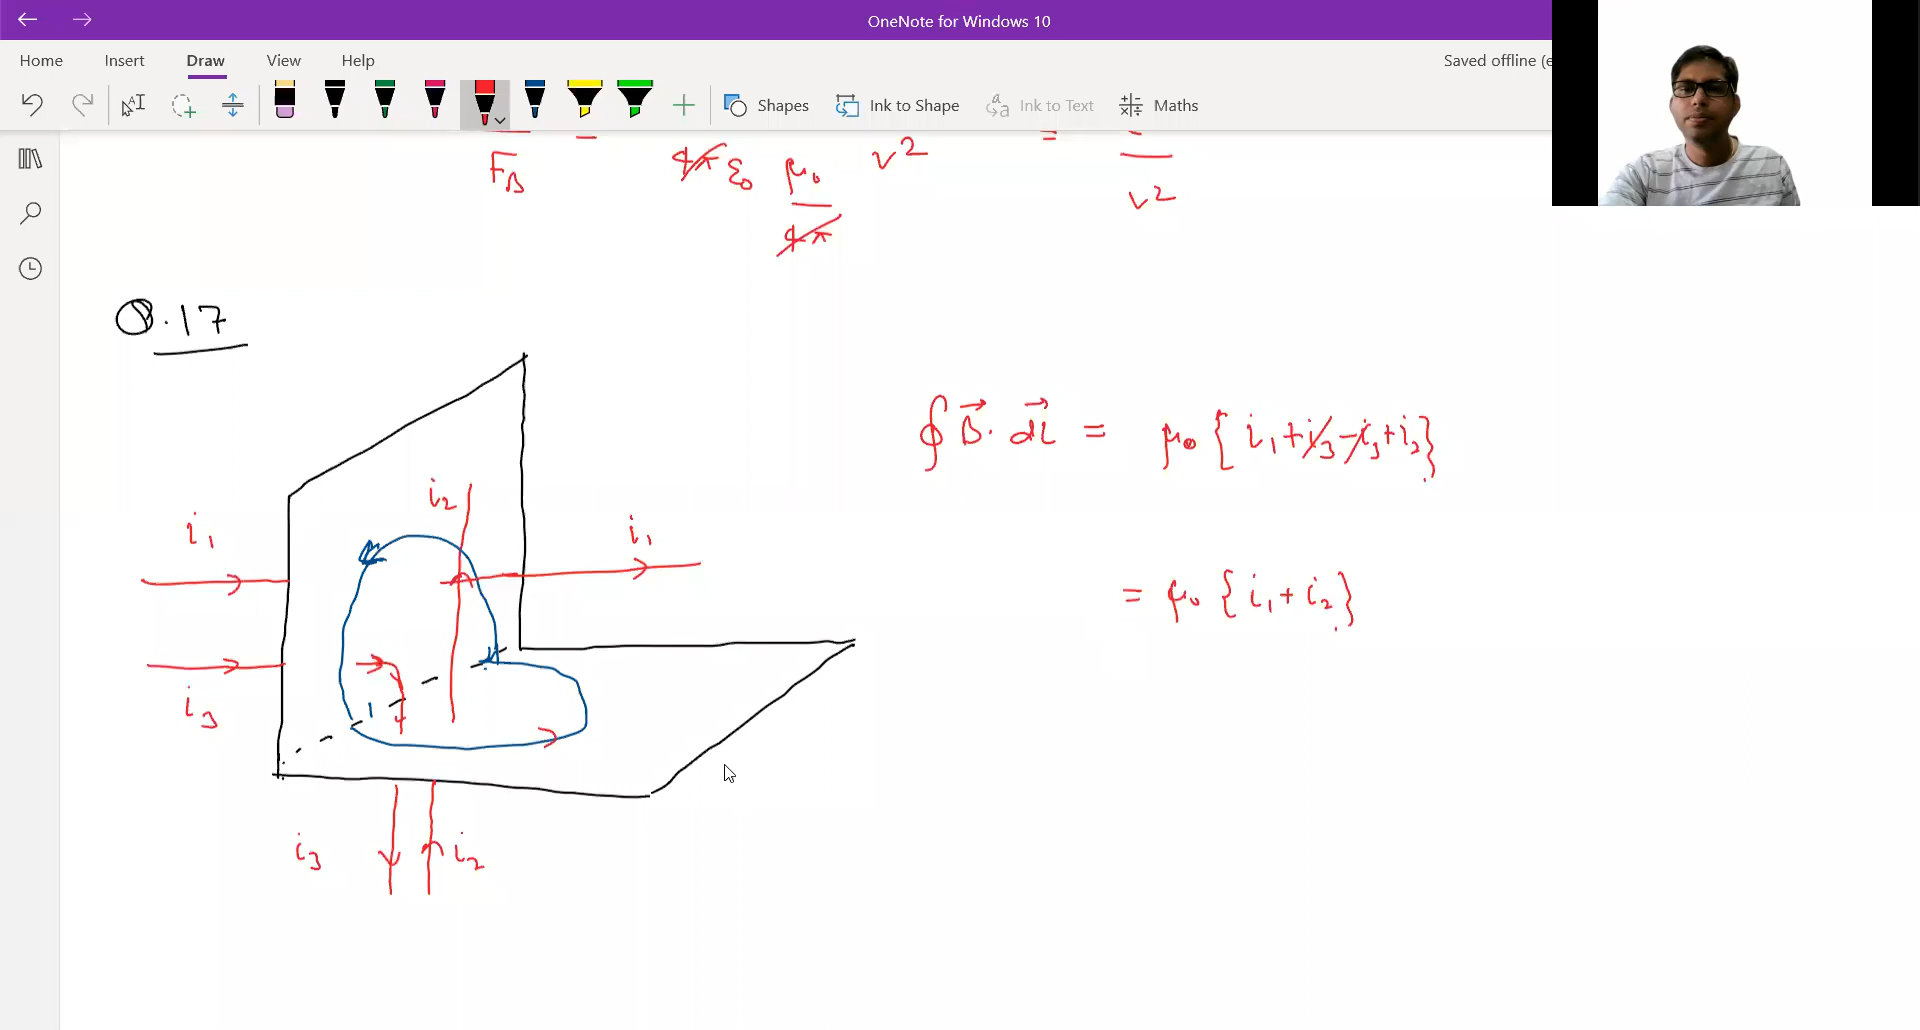 OneNote for Windows 10
Home Insert Draw View Help Saved offline (e
Shapes Ink to Shape Ink to Text Maths
F_B = 4π ε₀ μ₀ v² = v²
4π
Q.17
∮ B⃗ · dl⃗ = μ₀ { i₁ + i₃ - i₃ + i₂ }
i₂
i₁ i₁
= μ₀ { i₁ + i₂ }
i₃
i₃ i₂